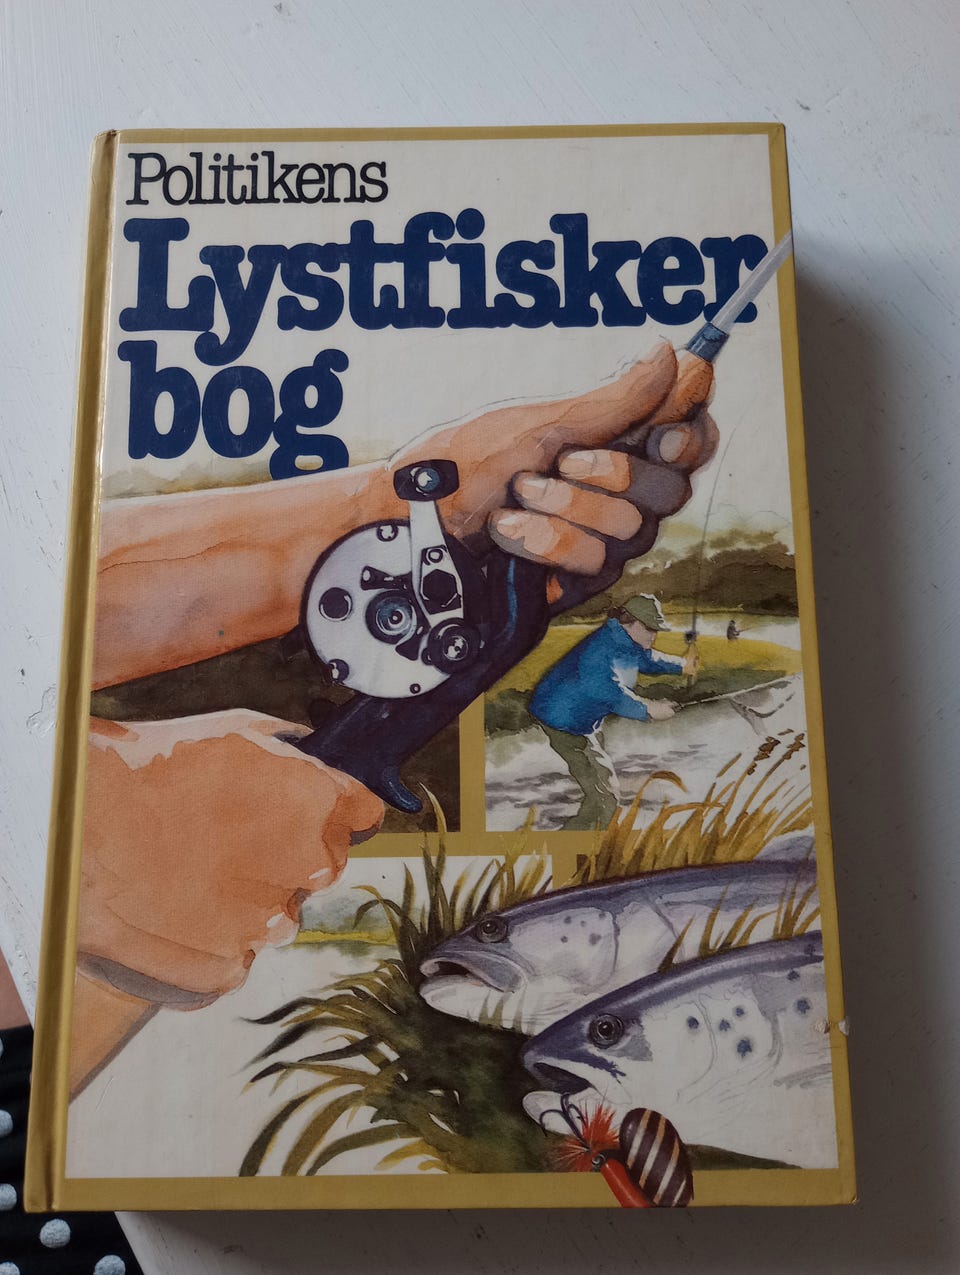 Politikens
Lystfisker
bog